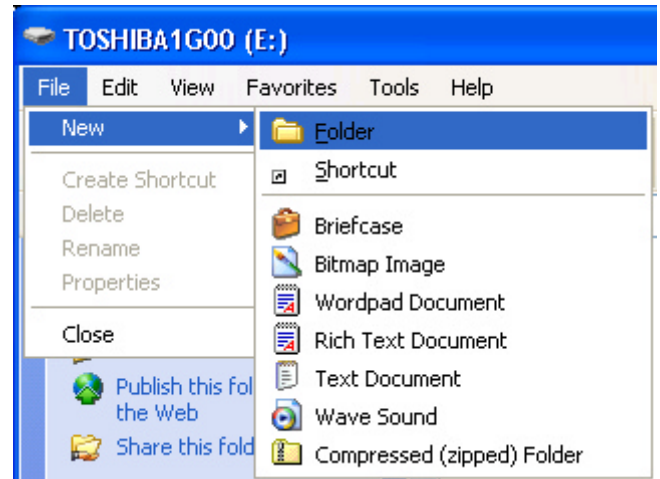 TOSHIBA1G00 (E:)
File Edit View Favorites Tools Help
New
Create Shortcut
Delete
Rename
Properties
Close
Folder
Shortcut
Briefcase
Bitmap Image
Wordpad Document
Rich Text Document
Text Document
Wave Sound
Compressed (zipped) Folder
Publish this fol
the Web
Share this fold